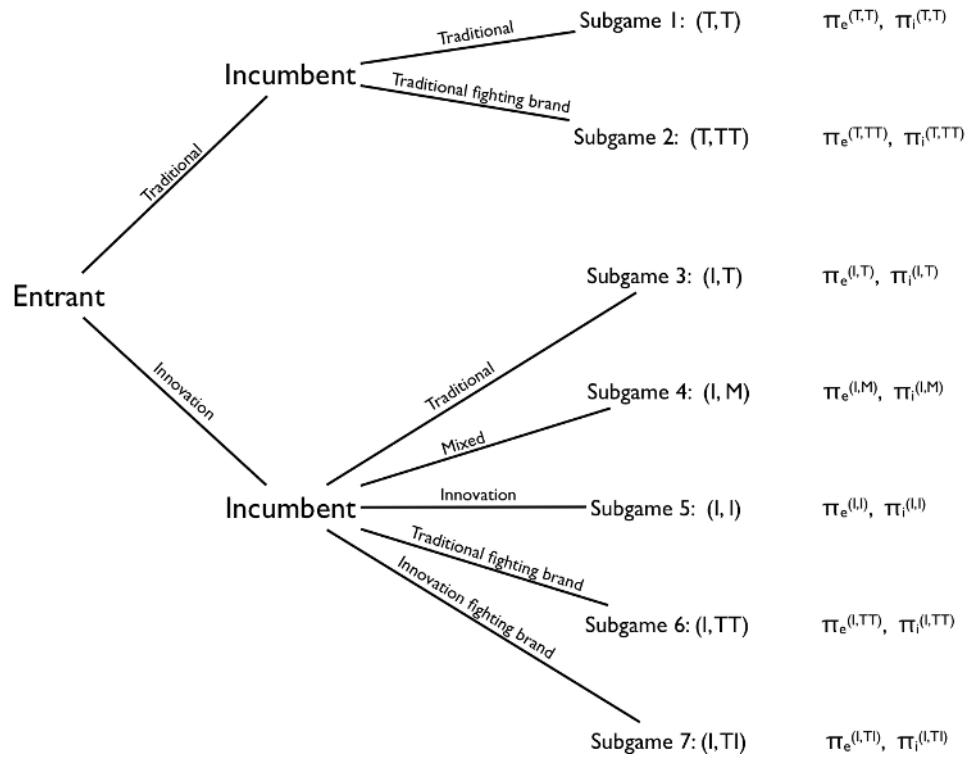 Traditional
Subgame 1: (T,T) πe(T,T), πi(T,T)
Incumbent
Traditional fighting brand
Subgame 2: (T,TT) πe(T,TT), πi(T,TT)
Traditional
Entrant
Subgame 3: (I,T) πe(I,T), πi(I,T)
Innovation
Traditional
Subgame 4: (I, M) πe(I,M), πi(I,M)
Mixed
Incumbent
Innovation
Subgame 5: (I, I) πe(I,I), πi(I,I)
Traditional fighting brand
Innovation fighting brand
Subgame 6: (I,TT) πe(I,TT), πi(I,TT)
Subgame 7: (I,TI) πe(I,TI), πi(I,TI)